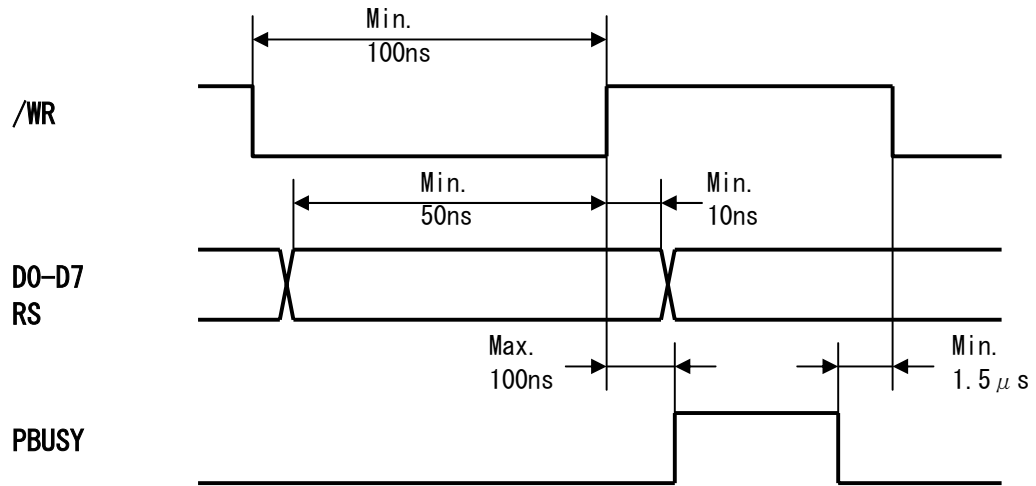 Min.
100ns
/WR
Min.
50ns
Min.
10ns
D0-D7
RS
Max.
100ns
Min.
1.5μs
PBUSY